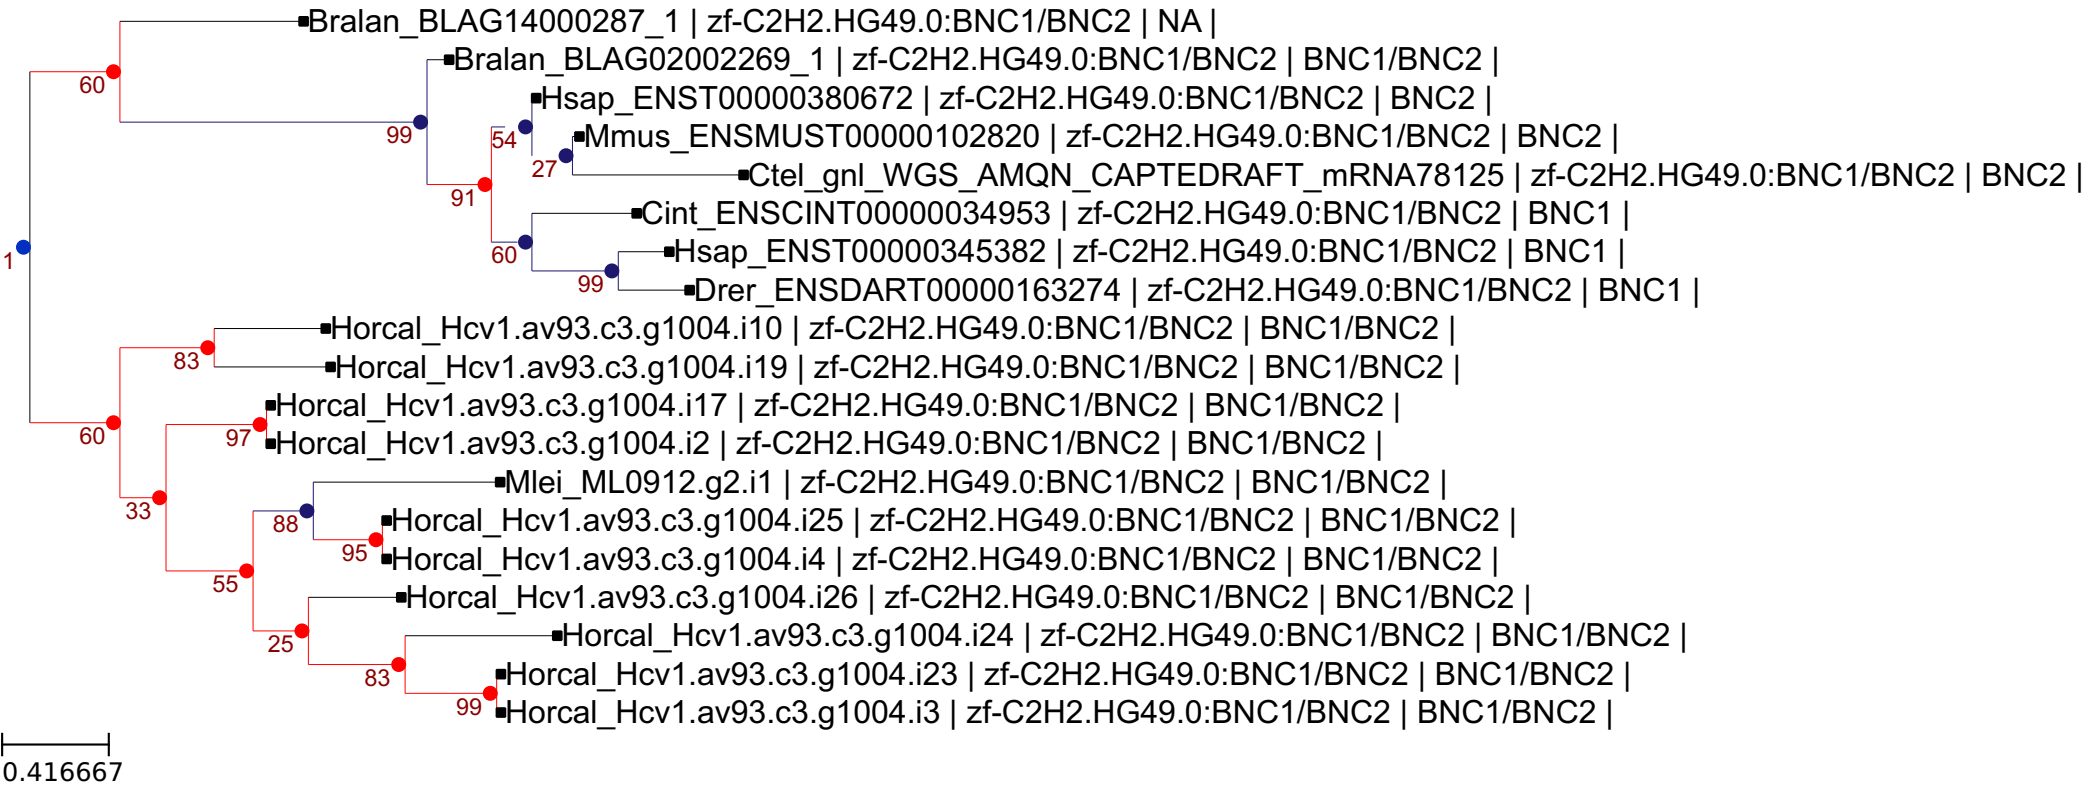 Bralan_BLAG14000287_1 | zf-C2H2.HG49.0:BNC1/BNC2 | NA |
60
Bralan_BLAG02002269_1 | zf-C2H2.HG49.0:BNC1/BNC2 | BNC1/BNC2 |
99
Hsap_ENST00000380672 | zf-C2H2.HG49.0:BNC1/BNC2 | BNC2 |
54
Mmus_ENSMUST00000102820 | zf-C2H2.HG49.0:BNC1/BNC2 | BNC2 |
27
Ctel_gnl_WGS_AMQN_CAPTEDRAFT_mRNA78125 | zf-C2H2.HG49.0:BNC1/BNC2 | BNC2 |
91
Cint_ENSCINT00000034953 | zf-C2H2.HG49.0:BNC1/BNC2 | BNC1 |
60
Hsap_ENST00000345382 | zf-C2H2.HG49.0:BNC1/BNC2 | BNC1 |
1
99
Drer_ENSDART00000163274 | zf-C2H2.HG49.0:BNC1/BNC2 | BNC1 |
Horcal_Hcv1.av93.c3.g1004.i10 | zf-C2H2.HG49.0:BNC1/BNC2 | BNC1/BNC2 |
83
Horcal_Hcv1.av93.c3.g1004.i19 | zf-C2H2.HG49.0:BNC1/BNC2 | BNC1/BNC2 |
Horcal_Hcv1.av93.c3.g1004.i17 | zf-C2H2.HG49.0:BNC1/BNC2 | BNC1/BNC2 |
60
97
Horcal_Hcv1.av93.c3.g1004.i2 | zf-C2H2.HG49.0:BNC1/BNC2 | BNC1/BNC2 |
Mlei_ML0912.g2.i1 | zf-C2H2.HG49.0:BNC1/BNC2 | BNC1/BNC2 |
33
88
Horcal_Hcv1.av93.c3.g1004.i25 | zf-C2H2.HG49.0:BNC1/BNC2 | BNC1/BNC2 |
95
Horcal_Hcv1.av93.c3.g1004.i4 | zf-C2H2.HG49.0:BNC1/BNC2 | BNC1/BNC2 |
55
Horcal_Hcv1.av93.c3.g1004.i26 | zf-C2H2.HG49.0:BNC1/BNC2 | BNC1/BNC2 |
25
Horcal_Hcv1.av93.c3.g1004.i24 | zf-C2H2.HG49.0:BNC1/BNC2 | BNC1/BNC2 |
83
Horcal_Hcv1.av93.c3.g1004.i23 | zf-C2H2.HG49.0:BNC1/BNC2 | BNC1/BNC2 |
99
Horcal_Hcv1.av93.c3.g1004.i3 | zf-C2H2.HG49.0:BNC1/BNC2 | BNC1/BNC2 |
0.416667